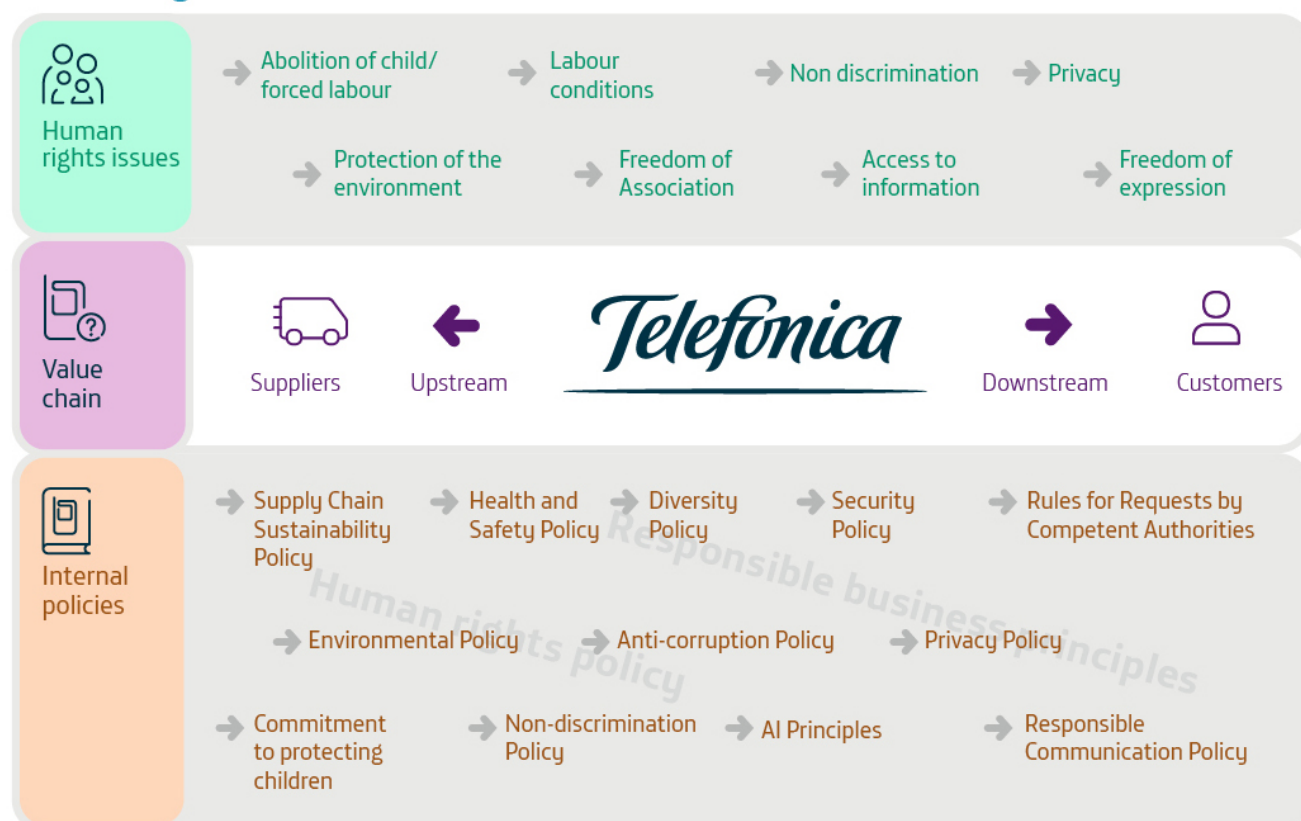 Human
rights issues
Abolition of child/
forced labour
Labour
conditions
Non discrimination
Privacy
Protection of the
environment
Freedom of
Association
Access to
information
Freedom of
expression
Value
chain
Suppliers
Upstream
Telefónica
Downstream
Customers
Internal
policies
Supply Chain
Sustainability
Policy
Health and
Safety Policy
Diversity
Policy
Security
Policy
Rules for Requests by
Competent Authorities
Responsible business principles
Human rights policy
Environmental Policy
Anti-corruption Policy
Privacy Policy
Commitment
to protecting
children
Non-discrimination
Policy
AI Principles
Responsible
Communication Policy